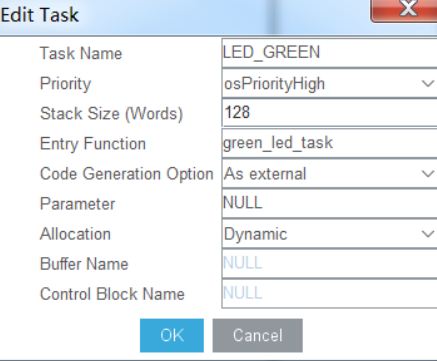 Edit Task
X
Task Name LED_GREEN
Priority osPriorityHigh
Stack Size (Words) 128
Entry Function green_led_task
Code Generation Option As external
Parameter NULL
Allocation Dynamic
Buffer Name NULL
Control Block Name NULL
OK Cancel